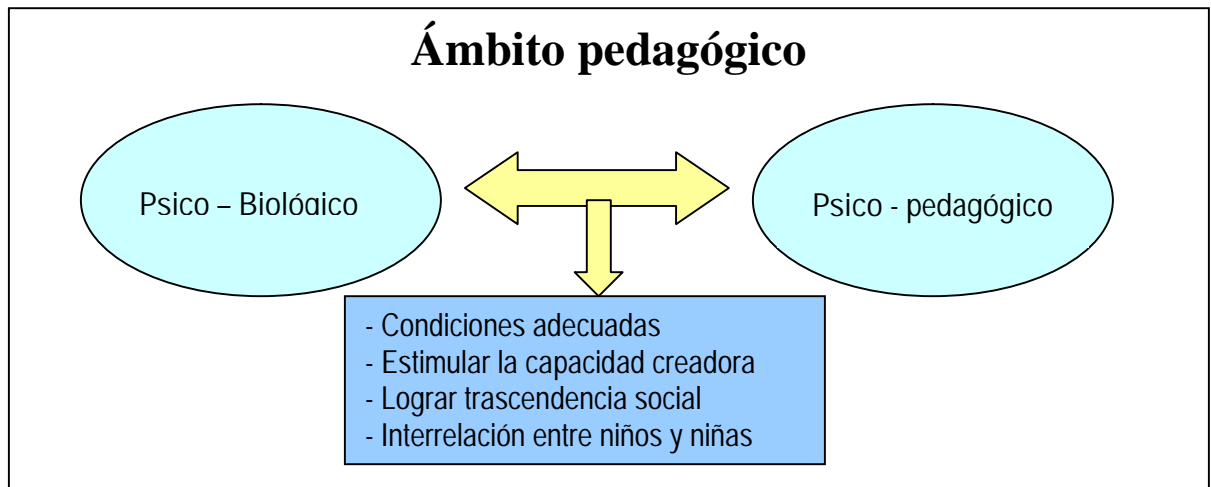 Ámbito pedagógico
Psico – Biológico
Psico - pedagógico
- Condiciones adecuadas
- Estimular la capacidad creadora
- Lograr trascendencia social
- Interrelación entre niños y niñas